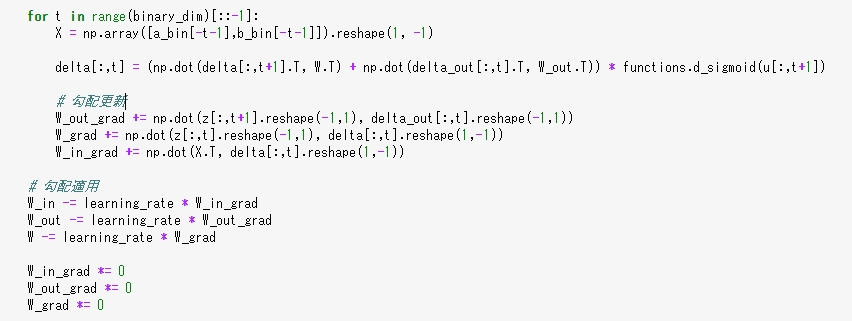 for t in range(binary_dim)[::-1]:
X = np.array([a_bin[-t-1],b_bin[-t-1]]).reshape(1, -1)
delta[:,t] = (np.dot(delta[:,t+1].T, W.T) + np.dot(delta_out[:,t].T, W_out.T)) * functions.d_sigmoid(u[:,t+1])
# 勾配更新
W_out_grad += np.dot(z[:,t+1].reshape(-1,1), delta_out[:,t].reshape(-1,1))
W_grad += np.dot(z[:,t].reshape(-1,1), delta[:,t].reshape(1,-1))
W_in_grad += np.dot(X.T, delta[:,t].reshape(1,-1))
# 勾配適用
W_in -= learning_rate * W_in_grad
W_out -= learning_rate * W_out_grad
W -= learning_rate * W_grad
W_in_grad *= 0
W_out_grad *= 0
W_grad *= 0